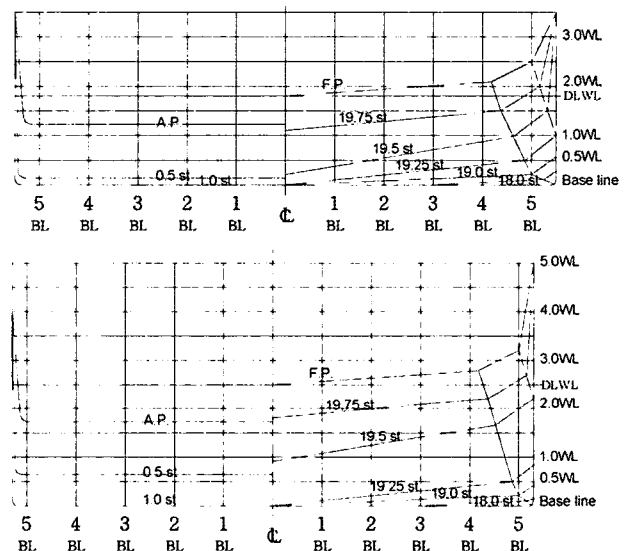 3.0WL
F.P.
2.0WL
DLWL
A.P.
19.75 st
19.5 st
1.0WL
19.25 st
0.5WL
0.5 st
1.0 st
19.0 st
18.0 st
Base line
5 4 3 2 1 ℄ 1 2 3 4 5
BL BL BL BL BL BL BL BL BL BL
5.0WL
4.0WL
3.0WL
F.P.
DLWL
19.75 st
2.0WL
A.P.
19.5 st
1.0WL
0.5 st
0.5WL
19.25 st
1.0 st
19.0 st
18.0 st
Base line
5 4 3 2 1 ℄ 1 2 3 4 5
BL BL BL BL BL BL BL BL BL BL